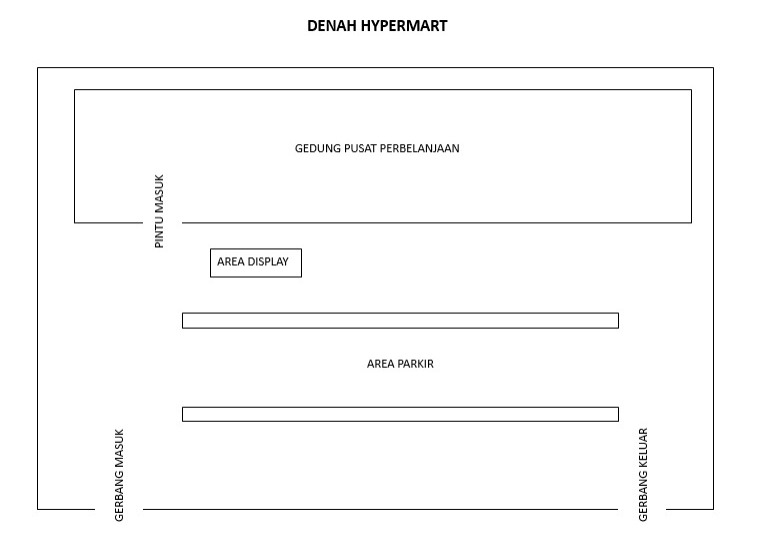 DENAH HYPERMART
GEDUNG PUSAT PERBELANJAAN
PINTU MASUK
AREA DISPLAY
AREA PARKIR
GERBANG MASUK
GERBANG KELUAR